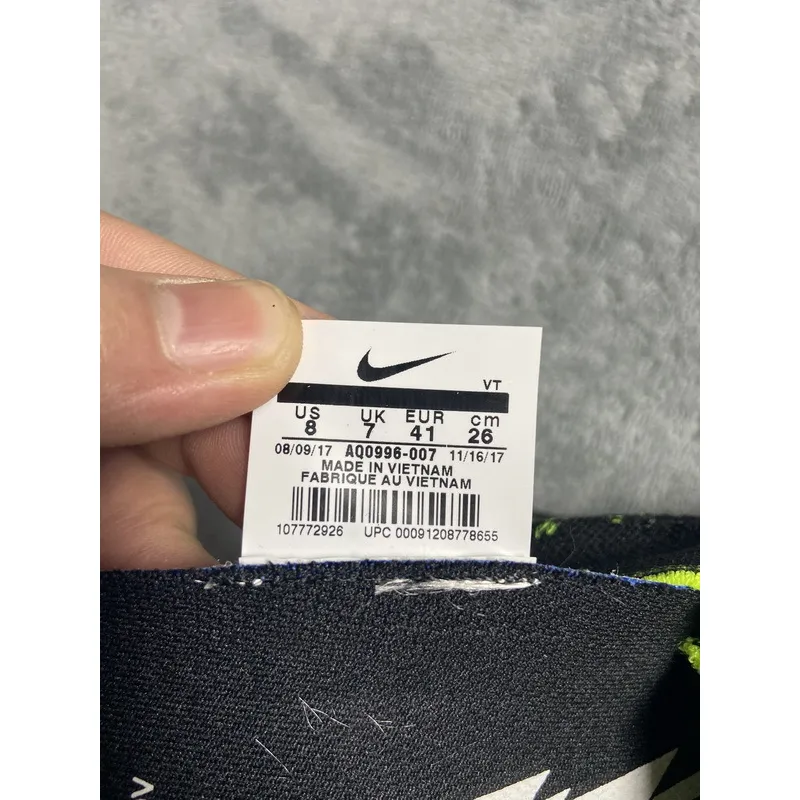 VT
US UK EUR cm
8 7 41 26
08/09/17 AQ0996-007 11/16/17
MADE IN VIETNAM
FABRIQUE AU VIETNAM
107772926 UPC 00091208778655